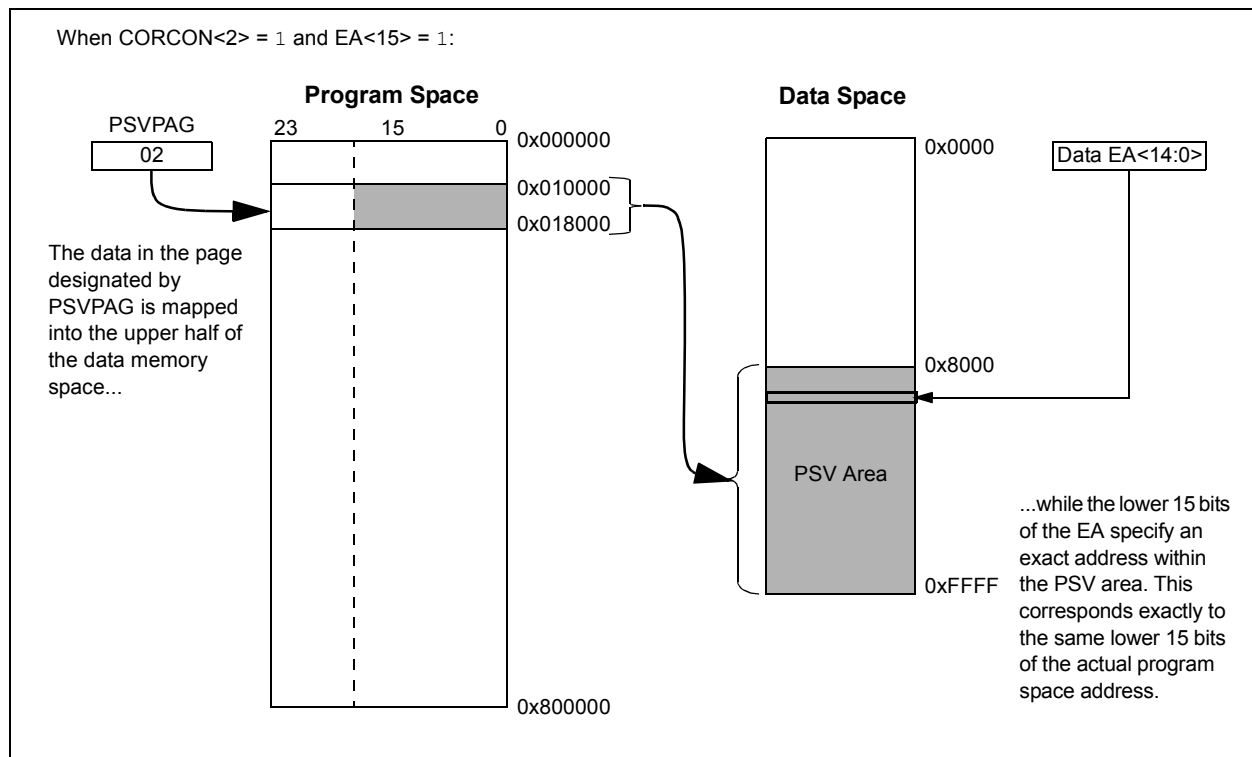 When CORCON<2> = 1 and EA<15> = 1:
Program Space
Data Space
PSVPAG
02
23 15 0
0x000000
0x010000
0x018000
0x800000
The data in the page
designated by
PSVPAG is mapped
into the upper half of
the data memory
space...
0x0000
0x8000
0xFFFF
PSV Area
Data EA<14:0>
...while the lower 15 bits
of the EA specify an
exact address within
the PSV area. This
corresponds exactly to
the same lower 15 bits
of the actual program
space address.